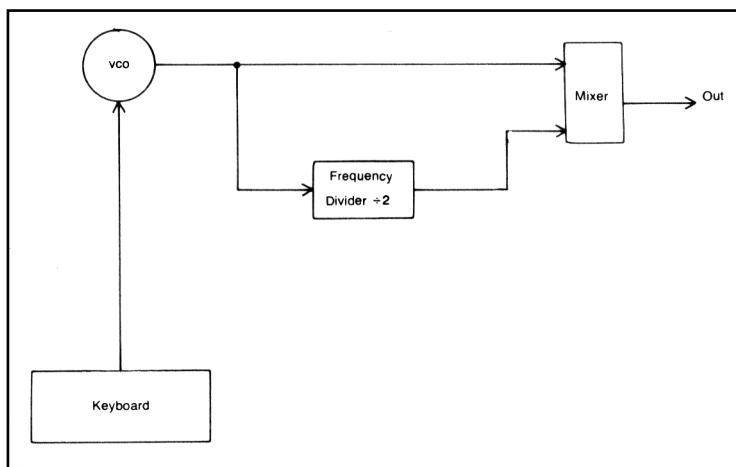 vco
Mixer
Out
Frequency
Divider ÷2
Keyboard